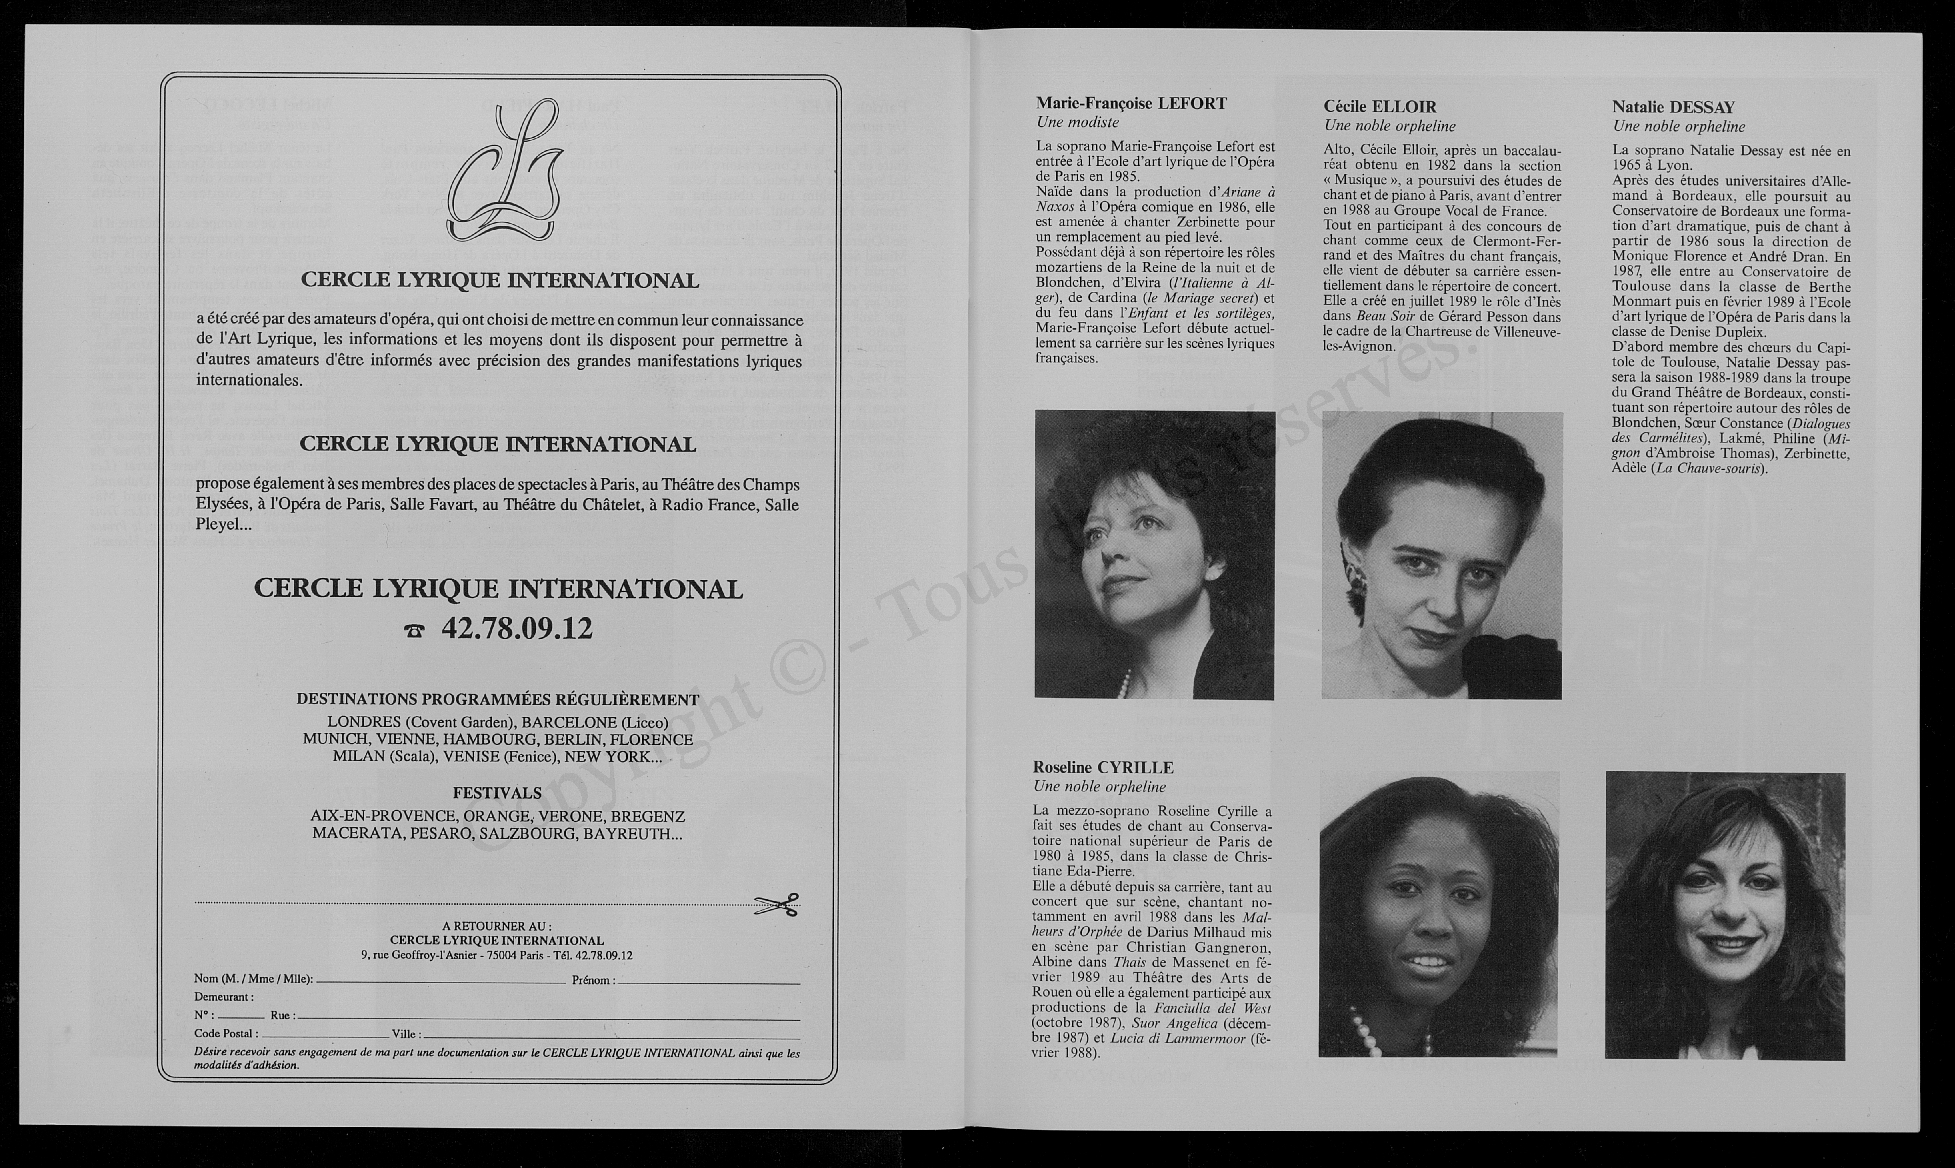 CERCLE LYRIQUE INTERNATIONAL
a été créé par des amateurs d'opéra, qui ont choisi de mettre en commun leur connaissance
de l'Art Lyrique, les informations et les moyens dont ils disposent pour permettre à
d'autres amateurs d'être informés avec précision des grandes manifestations lyriques
internationales.
CERCLE LYRIQUE INTERNATIONAL
propose également à ses membres des places de spectacles à Paris, au Théâtre des Champs
Elysées, à l'Opéra de Paris, Salle Favart, au Théâtre du Châtelet, à Radio France, Salle
Pleyel...
CERCLE LYRIQUE INTERNATIONAL
☎ 42.78.09.12
DESTINATIONS PROGRAMMÉES RÉGULIÈREMENT
LONDRES (Covent Garden), BARCELONE (Liceo)
MUNICH, VIENNE, HAMBOURG, BERLIN, FLORENCE
MILAN (Scala), VENISE (Fenice), NEW YORK...
FESTIVALS
AIX-EN-PROVENCE, ORANGE, VERONE, BREGENZ
MACERATA, PESARO, SALZBOURG, BAYREUTH...
A RETOURNER AU :
CERCLE LYRIQUE INTERNATIONAL
9, rue Geoffroy-l'Asnier - 75004 Paris - Tél. 42.78.09.12
Nom (M. / Mme / Mlle): Prénom :
Demeurant :
N° : Rue :
Code Postal : Ville :
Désire recevoir sans engagement de ma part une documentation sur le CERCLE LYRIQUE INTERNATIONAL ainsi que les
modalités d'adhésion.
Marie-Françoise LEFORT
Une modiste
La soprano Marie-Françoise Lefort est
entrée à l'Ecole d'art lyrique de l'Opéra
de Paris en 1985.
Naïde dans la production d'Ariane à
Naxos à l'Opéra comique en 1986, elle
est amenée à chanter Zerbinette pour
un remplacement au pied levé.
Possédant déjà à son répertoire les rôles
mozartiens de la Reine de la nuit et de
Blondchen, d'Elvira (l'Italienne à Al-
ger), de Cardina (le Mariage secret) et
du feu dans l'Enfant et les sortilèges,
Marie-Françoise Lefort débute actuel-
lement sa carrière sur les scènes lyriques
françaises.
Cécile ELLOIR
Une noble orpheline
Alto, Cécile Elloir, après un baccalau-
réat obtenu en 1982 dans la section
« Musique », a poursuivi des études de
chant et de piano à Paris, avant d'entrer
en 1988 au Groupe Vocal de France.
Tout en participant à des concours de
chant comme ceux de Clermont-Fer-
rand et des Maîtres du chant français,
elle vient de débuter sa carrière essen-
tiellement dans le répertoire de concert.
Elle a créé en juillet 1989 le rôle d'Inès
dans Beau Soir de Gérard Pesson dans
le cadre de la Chartreuse de Villeneuve-
les-Avignon.
Natalie DESSAY
Une noble orpheline
La soprano Natalie Dessay est née en
1965 à Lyon.
Après des études universitaires d'Alle-
mand à Bordeaux, elle poursuit au
Conservatoire de Bordeaux une forma-
tion d'art dramatique, puis de chant à
partir de 1986 sous la direction de
Monique Florence et André Dran. En
1987, elle entre au Conservatoire de
Toulouse dans la classe de Berthe
Monmart puis en février 1989 à l'Ecole
d'art lyrique de l'Opéra de Paris dans la
classe de Denise Dupleix.
D'abord membre des chœurs du Capi-
tole de Toulouse, Natalie Dessay pas-
sera la saison 1988-1989 dans la troupe
du Grand Théâtre de Bordeaux, consti-
tuant son répertoire autour des rôles de
Blondchen, Sœur Constance (Dialogues
des Carmélites), Lakmé, Philine (Mi-
gnon d'Ambroise Thomas), Zerbinette,
Adèle (La Chauve-souris).
Roseline CYRILLE
Une noble orpheline
La mezzo-soprano Roseline Cyrille a
fait ses études de chant au Conserva-
toire national supérieur de Paris de
1980 à 1985, dans la classe de Chris-
tiane Eda-Pierre.
Elle a débuté depuis sa carrière, tant au
concert que sur scène, chantant no-
tamment en avril 1988 dans les Mal-
heurs d'Orphée de Darius Milhaud mis
en scène par Christian Gangneron,
Albine dans Thaïs de Massenet en fé-
vrier 1989 au Théâtre des Arts de
Rouen où elle a également participé aux
productions de la Fanciulla del West
(octobre 1987), Suor Angelica (décem-
bre 1987) et Lucia di Lammermoor (fé-
vrier 1988).
Copyright © - Tous droits réservés.